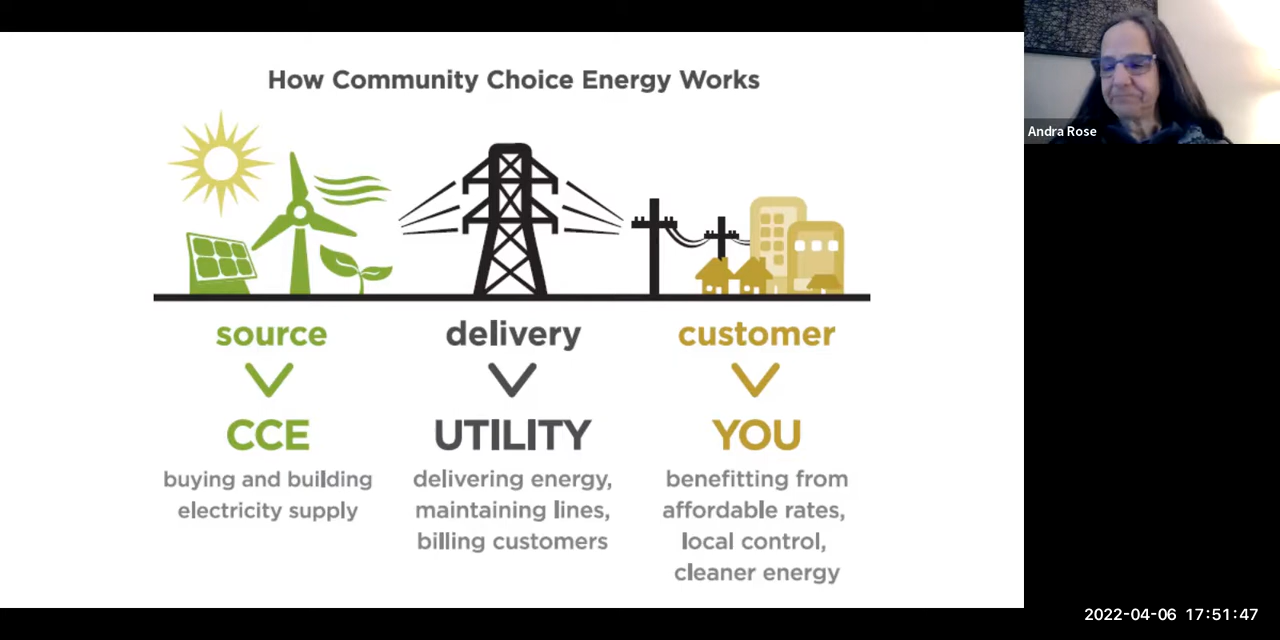 How Community Choice Energy Works
source
CCE
buying and building
electricity supply
delivery
UTILITY
delivering energy,
maintaining lines,
billing customers
customer
YOU
benefitting from
affordable rates,
local control,
cleaner energy
Andra Rose
2022-04-06 17:51:47